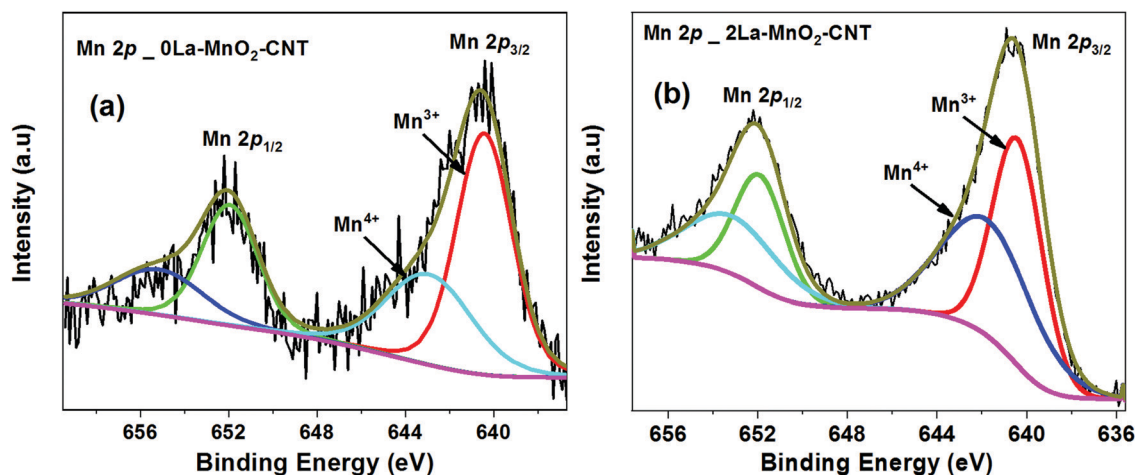 Mn 2p _ 0La-MnO₂-CNT
Mn 2p₃/₂
(a)
Mn³⁺
Mn 2p₁/₂
Mn⁴⁺
Intensity (a.u)
656 652 648 644 640
Binding Energy (eV)
Mn 2p _ 2La-MnO₂-CNT
Mn 2p₃/₂
(b)
Mn 2p₁/₂
Mn³⁺
Mn⁴⁺
Intensity (a.u)
656 652 648 644 640 636
Binding Energy (eV)